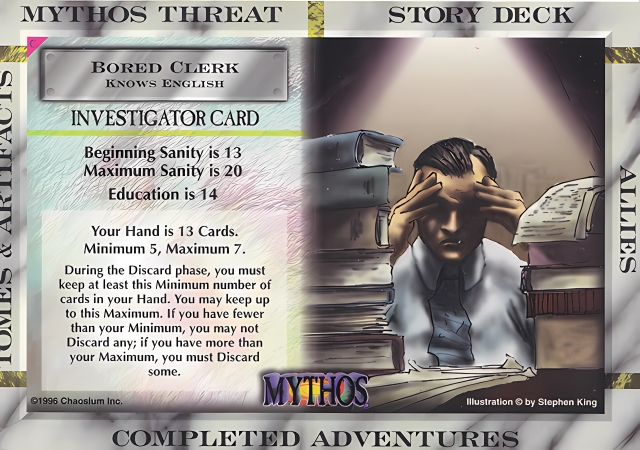 MYTHOS THREAT
STORY DECK
C
BORED CLERK
KNOWS ENGLISH
INVESTIGATOR CARD
Beginning Sanity is 13
Maximum Sanity is 20
Education is 14
Your Hand is 13 Cards.
Minimum 5, Maximum 7.
During the Discard phase, you must
keep at least this Minimum number of
cards in your Hand. You may keep up
to this Maximum. If you have fewer
than your Minimum, you may not
Discard any; if you have more than
your Maximum, you must Discard
some.
©1996 Chaosium Inc.
MYTHOS
Illustration © by Stephen King
TOMES & ARTIFACTS
ALLIES
COMPLETED ADVENTURES